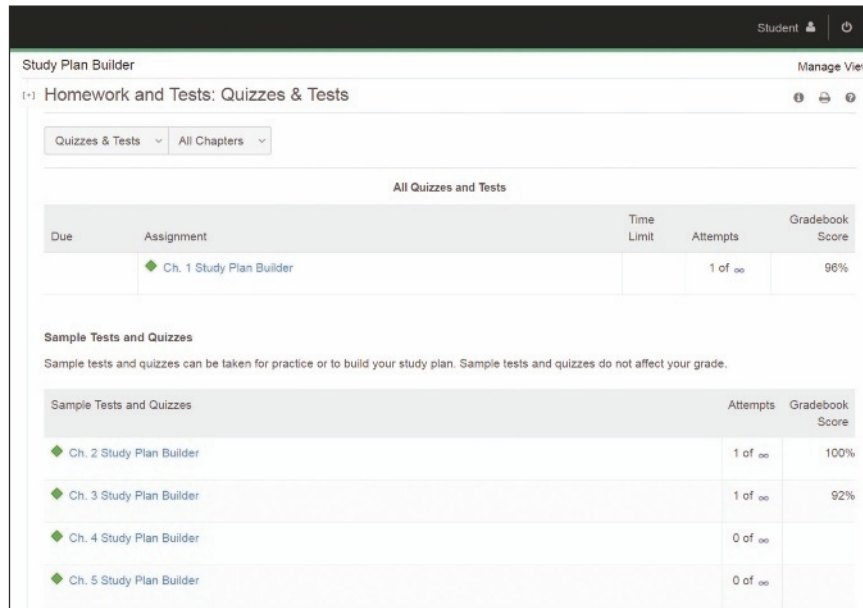 Student
Study Plan Builder
Manage Vie
[+] Homework and Tests: Quizzes & Tests
Quizzes & Tests All Chapters
All Quizzes and Tests
Due Assignment Time Limit Attempts Gradebook Score
Ch. 1 Study Plan Builder 1 of ∞ 96%
Sample Tests and Quizzes
Sample tests and quizzes can be taken for practice or to build your study plan. Sample tests and quizzes do not affect your grade.
Sample Tests and Quizzes Attempts Gradebook Score
Ch. 2 Study Plan Builder 1 of ∞ 100%
Ch. 3 Study Plan Builder 1 of ∞ 92%
Ch. 4 Study Plan Builder 0 of ∞
Ch. 5 Study Plan Builder 0 of ∞